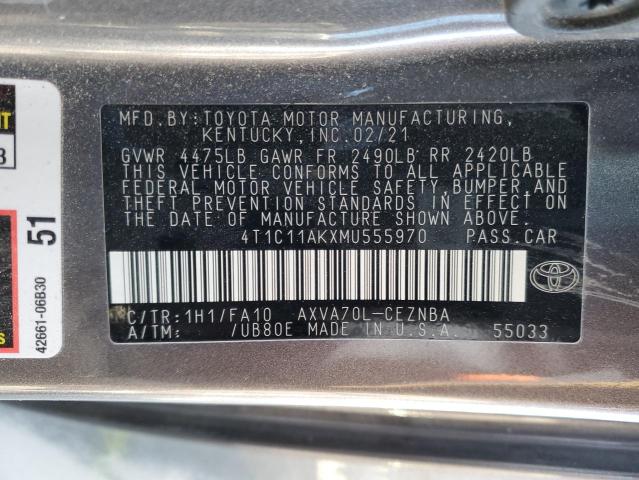 MFD.BY:TOYOTA MOTOR MANUFACTURING,
KENTUCKY,INC.02/21
GVWR 4475LB GAWR FR 2490LB RR 2420LB
THIS VEHICLE CONFORMS TO ALL APPLICABLE
FEDERAL MOTOR VEHICLE SAFETY,BUMPER,AND
THEFT PREVENTION STANDARDS IN EFFECT ON
THE DATE OF MANUFACTURE SHOWN ABOVE.
4T1C11AKXMU555970 PASS.CAR
C/TR:1H1/FA10 AXVA70L-CEZNBA
A/TM: /UB80E MADE IN U.S.A. 55033
51
42661-06B30